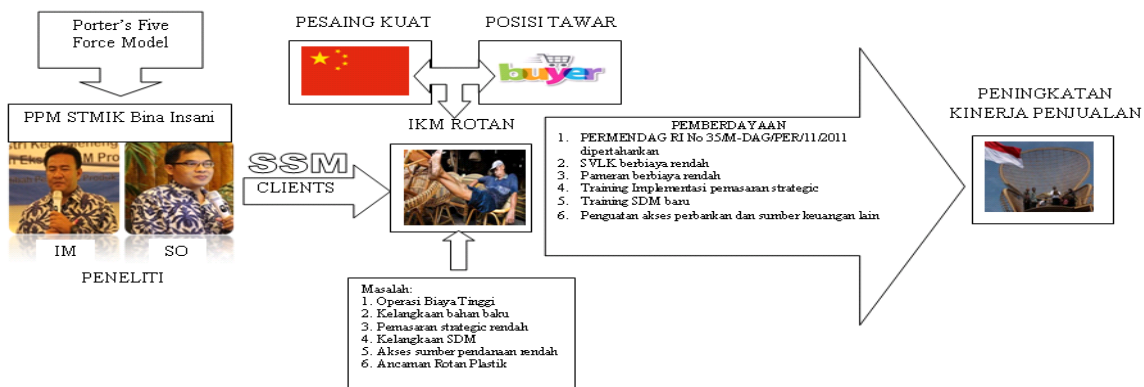 Porter's Five
Force Model
PPM STMIK Bina Insani
IM
SO
PENELITI
SSM
CLIENTS
PESAING KUAT
POSISI TAWAR
buyer
IKM ROTAN
Masalah:
1. Operasi Biaya Tinggi
2. Kelangkaan bahan baku
3. Pemasaran strategic rendah
4. Kelangkaan SDM
5. Akses sumber pendanaan rendah
6. Ancaman Rotan Plastik
PEMBERDAYAAN
1. PERMENDAG RI No 35/M-DAG/PER/11/2011
dipertahankan
2. SVLK berbiaya rendah
3. Pameran berbiaya rendah
4. Training Implementasi pemasaran strategic
5. Training SDM baru
6. Penguatan akses perbankan dan sumber keuangan lain
PENINGKATAN
KINERJA PENJUALAN